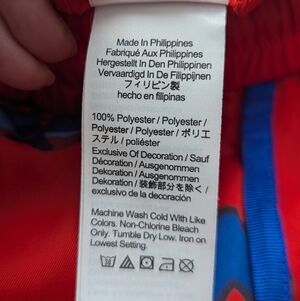 Made In Philippines
Fabriqué Aux Philippines
Hergestellt In Den Philippinen
Vervaardigd In De Filippijnen
フィリピン製
hecho en filipinas
100% Polyester / Polyester /
Polyester / Polyester / ポリエ
ステル / poliéster
Exclusive Of Decoration / Sauf
Décoration / Ausgenommen
Dekoration / Ausgenommen
Dekoration / 装飾部分を除く /
exclusivo de la decoración
Machine Wash Cold With Like
Colors. Non-Chlorine Bleach
Only. Tumble Dry Low. Iron on
Lowest Setting.